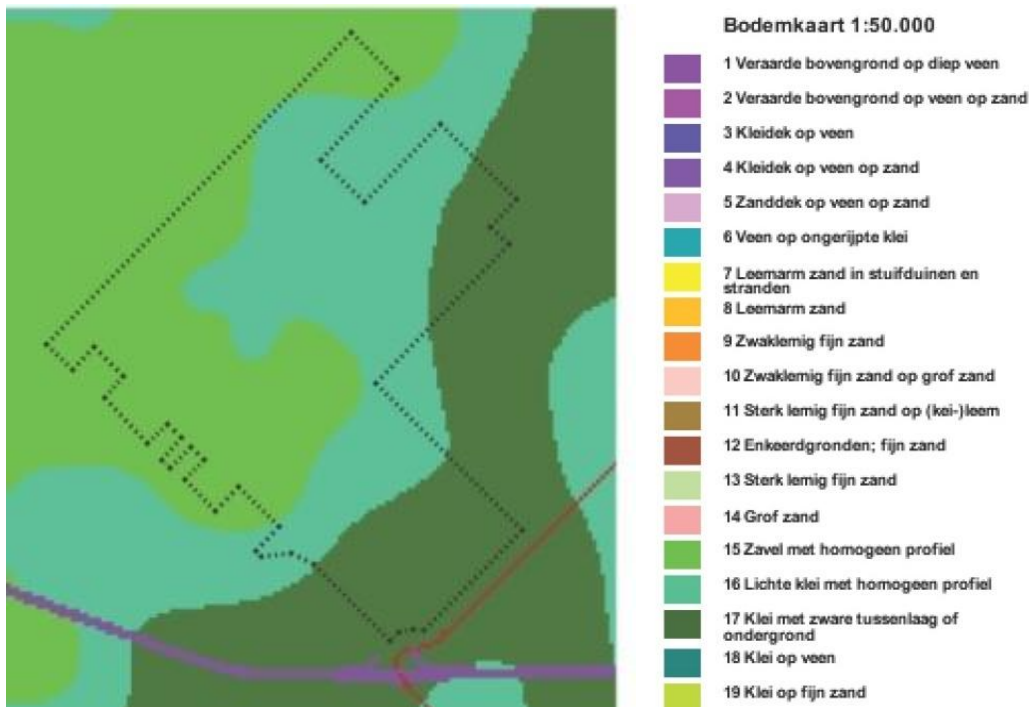 Bodemkaart 1:50.000
1 Veraarde bovengrond op diep veen
2 Veraarde bovengrond op veen op zand
3 Kleidek op veen
4 Kleidek op veen op zand
5 Zanddek op veen op zand
6 Veen op ongerijpte klei
7 Leemarm zand in stuifduinen en
stranden
8 Leemarm zand
9 Zwaklemig fijn zand
10 Zwaklemig fijn zand op grof zand
11 Sterk lemig fijn zand op (kei-)leem
12 Enkeerdgronden; fijn zand
13 Sterk lemig fijn zand
14 Grof zand
15 Zavel met homogeen profiel
16 Lichte klei met homogeen profiel
17 Klei met zware tussenlaag of
ondergrond
18 Klei op veen
19 Klei op fijn zand